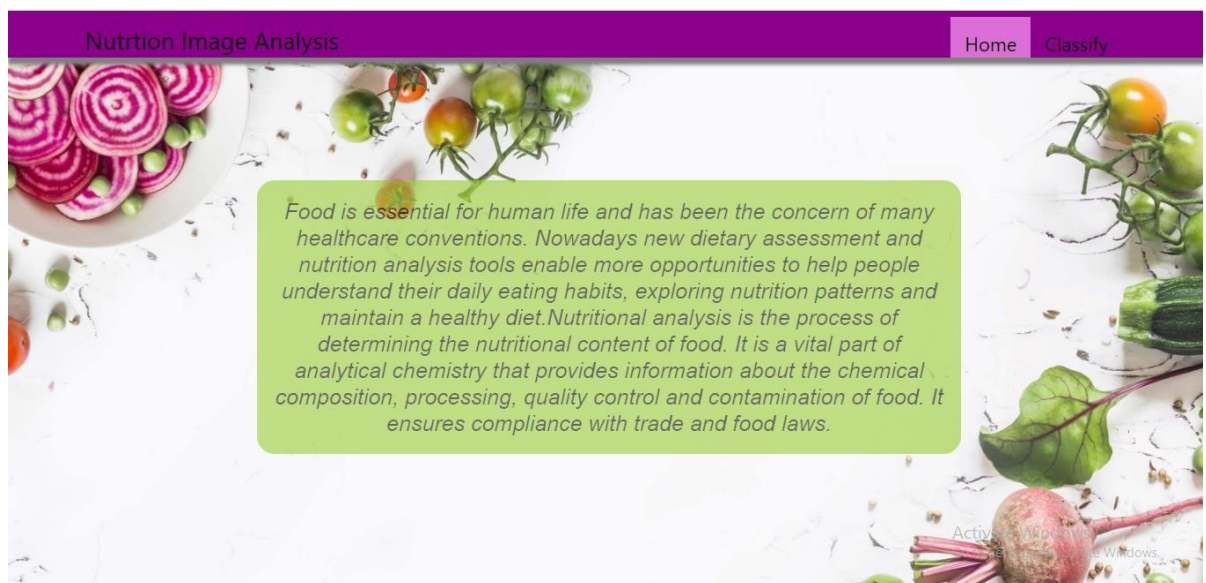 Nutrtion Image Analysis
Home
Classify
Food is essential for human life and has been the concern of many
healthcare conventions. Nowadays new dietary assessment and
nutrition analysis tools enable more opportunities to help people
understand their daily eating habits, exploring nutrition patterns and
maintain a healthy diet.Nutritional analysis is the process of
determining the nutritional content of food. It is a vital part of
analytical chemistry that provides information about the chemical
composition, processing, quality control and contamination of food. It
ensures compliance with trade and food laws.
Windows
Windows.